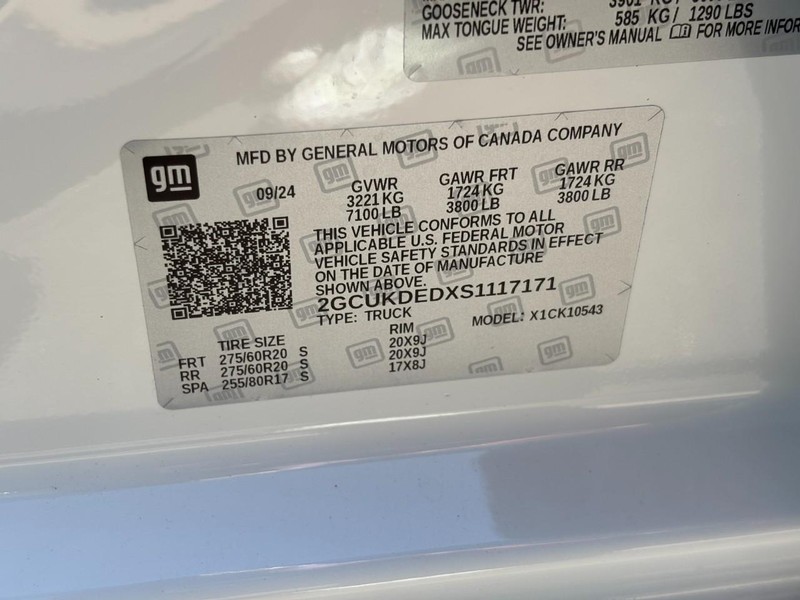 GOOSENECK TWR:
MAX TONGUE WEIGHT: 585 KG / 1290 LBS
SEE OWNER'S MANUAL FOR MORE INFOR
gm
MFD BY GENERAL MOTORS OF CANADA COMPANY
09/24 GVWR GAWR FRT GAWR RR
3221 KG 1724 KG 1724 KG
7100 LB 3800 LB 3800 LB
THIS VEHICLE CONFORMS TO ALL
APPLICABLE U.S. FEDERAL MOTOR
VEHICLE SAFETY STANDARDS IN EFFECT
ON THE DATE OF MANUFACTURE
SHOWN ABOVE.
2GCUKDEDXS1117171
TYPE: TRUCK MODEL: X1CK10543
TIRE SIZE RIM
FRT 275/60R20 S 20X9J
RR 275/60R20 S 20X9J
SPA 255/80R17 S 17X8J